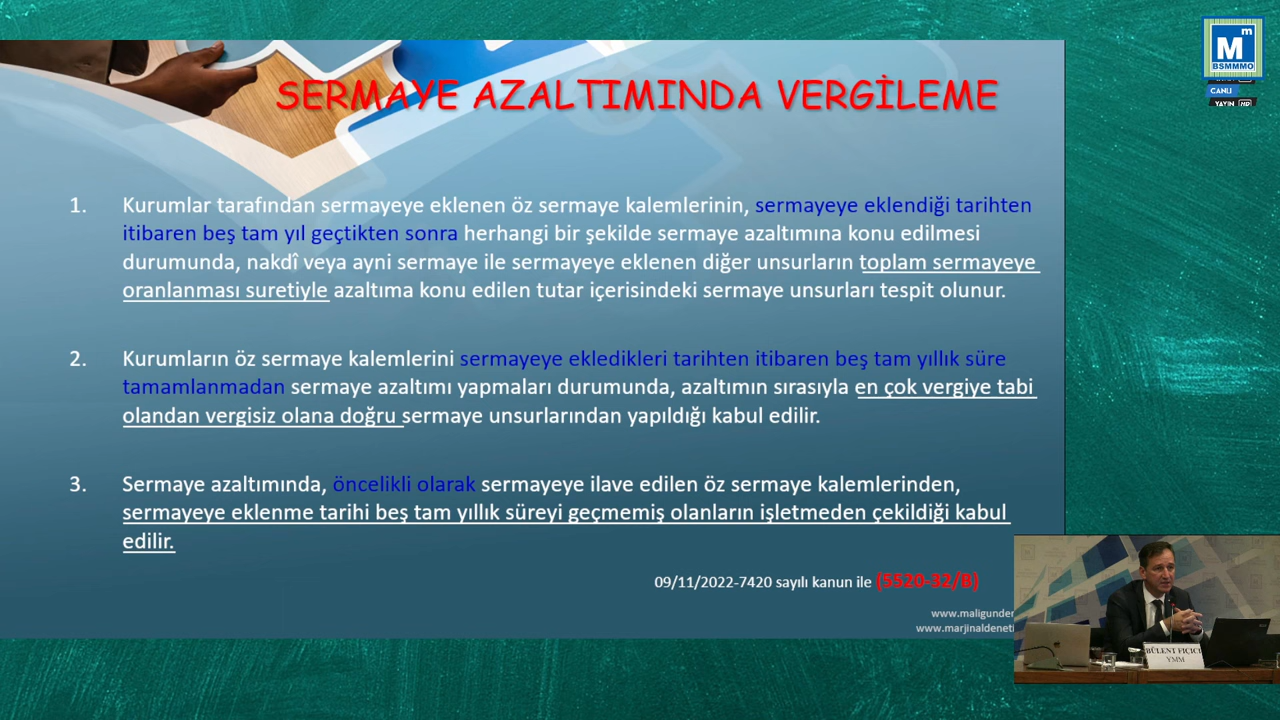 SERMAYE AZALTIMINDA VERGİLEME
M m
BSMMMO
CANLI
YAYIN HD
1. Kurumlar tarafından sermayeye eklenen öz sermaye kalemlerinin, sermayeye eklendiği tarihten
itibaren beş tam yıl geçtikten sonra herhangi bir şekilde sermaye azaltımına konu edilmesi
durumunda, nakdî veya ayni sermaye ile sermayeye eklenen diğer unsurların toplam sermayeye
oranlanması suretiyle azaltıma konu edilen tutar içerisindeki sermaye unsurları tespit olunur.
2. Kurumların öz sermaye kalemlerini sermayeye ekledikleri tarihten itibaren beş tam yıllık süre
tamamlanmadan sermaye azaltımı yapmaları durumunda, azaltımın sırasıyla en çok vergiye tabi
olandan vergisiz olana doğru sermaye unsurlarından yapıldığı kabul edilir.
3. Sermaye azaltımında, öncelikli olarak sermayeye ilave edilen öz sermaye kalemlerinden,
sermayeye eklenme tarihi beş tam yıllık süreyi geçmemiş olanların işletmeden çekildiği kabul
edilir.
09/11/2022-7420 sayılı kanun ile (5520-32/B)
www.maligunden
www.marjinaldeneti
BÜLENT FIÇICI
YMM